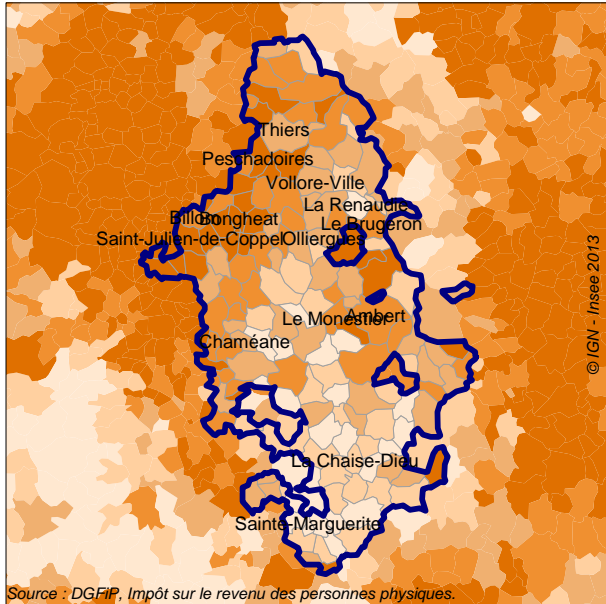 Thiers
Peschadoires
Vollore-Ville
La Renaudie
Billom
Bongheat
Le Brugeron
Saint-Julien-de-Coppel
Olliergues
Le Monestier
Ambert
Chaméane
La Chaise-Dieu
Sainte-Marguerite
© IGN - Insee 2013
Source : DGFiP, Impôt sur le revenu des personnes physiques.